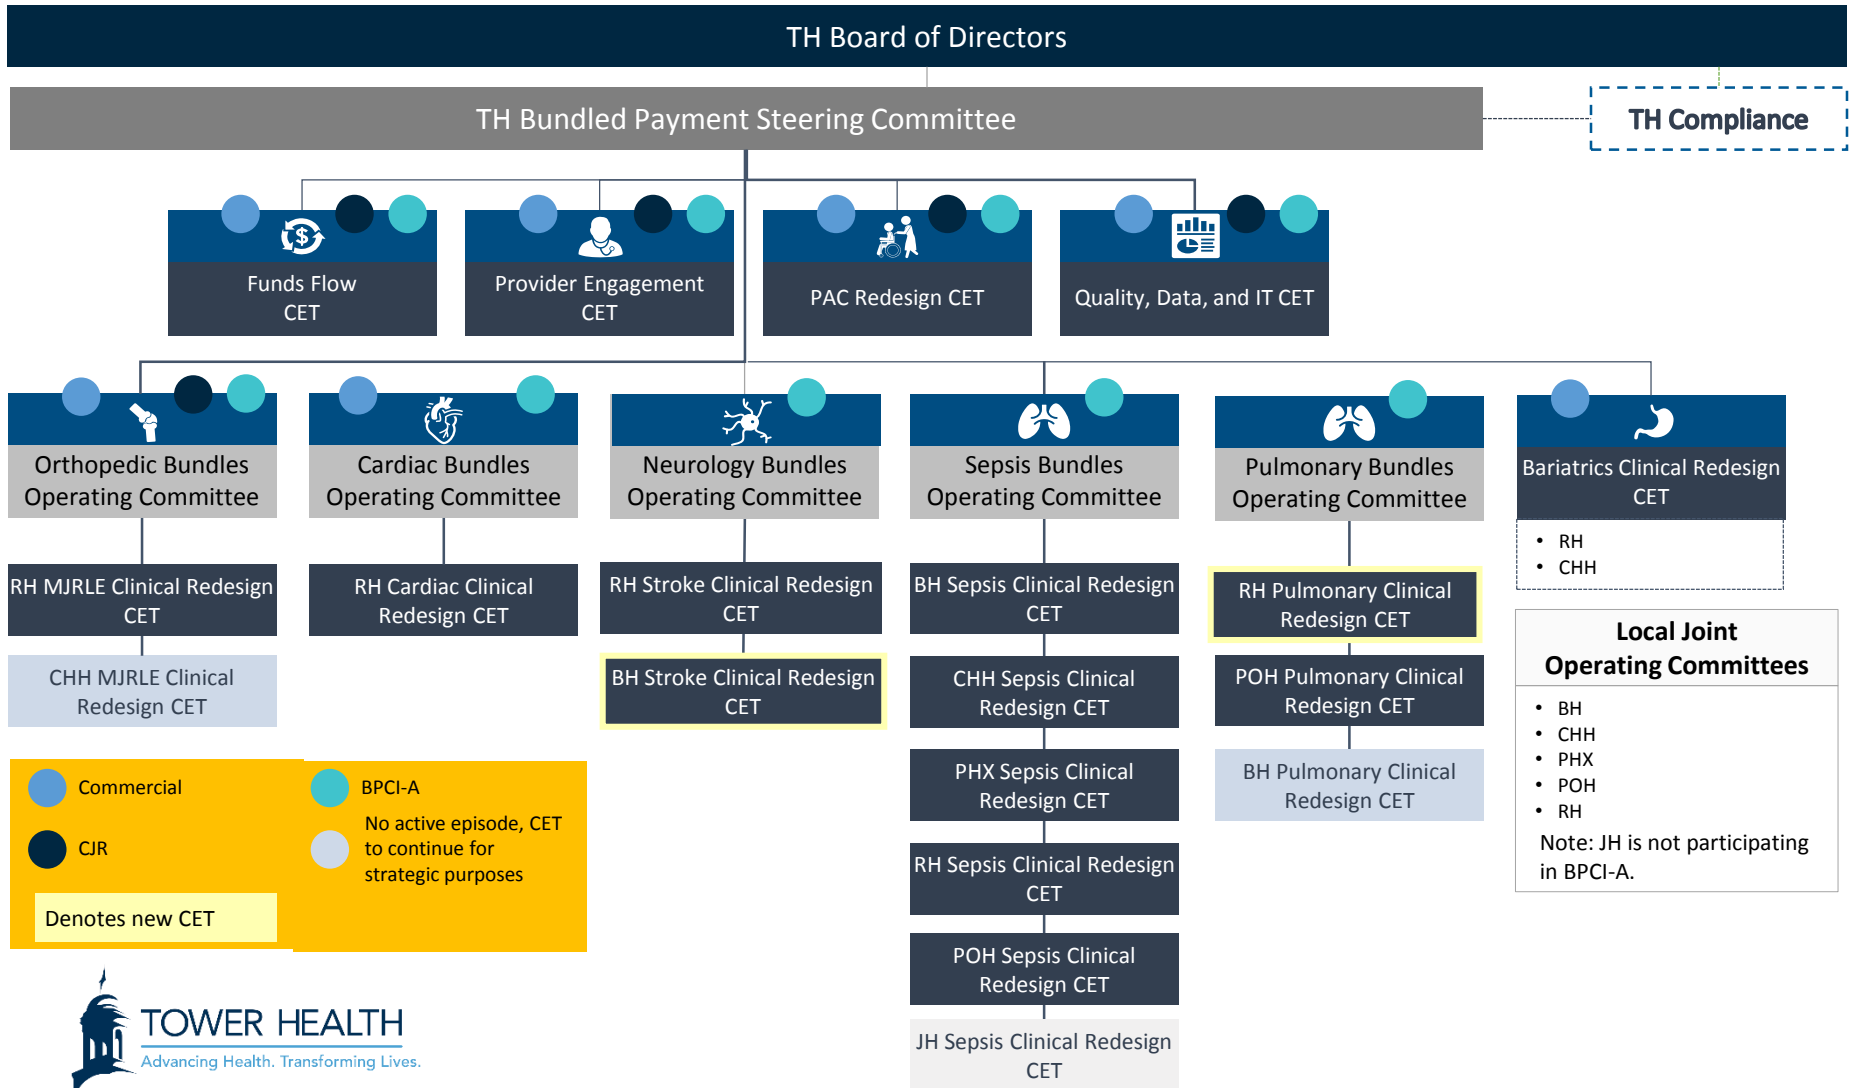 TH Board of Directors
TH Bundled Payment Steering Committee
TH Compliance
Funds Flow
CET
Provider Engagement
CET
PAC Redesign CET
Quality, Data, and IT CET
Orthopedic Bundles
Operating Committee
Cardiac Bundles
Operating Committee
Neurology Bundles
Operating Committee
Sepsis Bundles
Operating Committee
Pulmonary Bundles
Operating Committee
Bariatrics Clinical Redesign
CET
• RH
• CHH
RH MJRLE Clinical Redesign
CET
CHH MJRLE Clinical
Redesign CET
RH Cardiac Clinical
Redesign CET
RH Stroke Clinical Redesign
CET
BH Stroke Clinical Redesign
CET
BH Sepsis Clinical Redesign
CET
CHH Sepsis Clinical
Redesign CET
PHX Sepsis Clinical
Redesign CET
RH Sepsis Clinical Redesign
CET
POH Sepsis Clinical
Redesign CET
JH Sepsis Clinical Redesign
CET
RH Pulmonary Clinical
Redesign CET
POH Pulmonary Clinical
Redesign CET
BH Pulmonary Clinical
Redesign CET
Local Joint
Operating Committees
• BH
• CHH
• PHX
• POH
• RH
Note: JH is not participating
in BPCI-A.
Commercial
BPCI-A
CJR
No active episode, CET
to continue for
strategic purposes
Denotes new CET
TOWER HEALTH
Advancing Health. Transforming Lives.